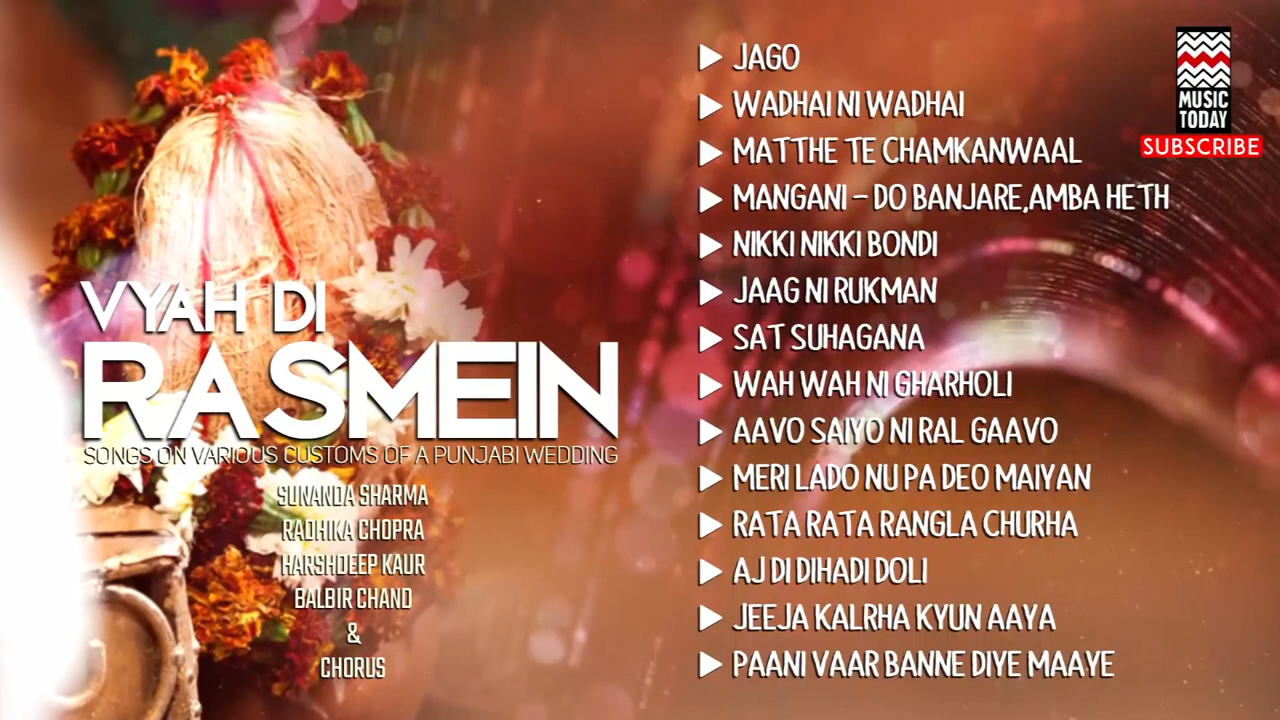 VYAH DI
RASMEIN
SONGS ON VARIOUS CUSTOMS OF A PUNJABI WEDDING
SUNANDA SHARMA
RADHIKA CHOPRA
HARSHDEEP KAUR
BALBIR CHAND
&
CHORUS
JAGO
WADHAI NI WADHAI
MATTHE TE CHAMKANWAAL
MANGANI – DO BANJARE,AMBA HETH
NIKKI NIKKI BONDI
JAAG NI RUKMAN
SAT SUHAGANA
WAH WAH NI GHARHOLI
AAVO SAIYO NI RAL GAAVO
MERI LADO NU PA DEO MAIYAN
RATA RATA RANGLA CHURHA
AJ DI DIHADI DOLI
JEEJA KALRHA KYUN AAYA
PAANI VAAR BANNE DIYE MAAYE
MUSIC
TODAY
SUBSCRIBE